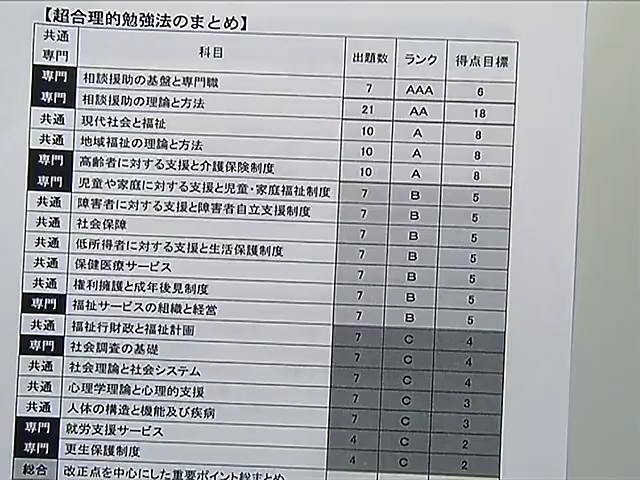 【超合理的勉強法のまとめ】
共通
専門 科目 出題数 ランク 得点目標
専門 相談援助の基盤と専門職 7 AAA 6
専門 相談援助の理論と方法 21 AA 18
共通 現代社会と福祉 10 A 8
共通 地域福祉の理論と方法 10 A 8
専門 高齢者に対する支援と介護保険制度 10 A 8
専門 児童や家庭に対する支援と児童・家庭福祉制度 7 B 5
共通 障害者に対する支援と障害者自立支援制度 7 B 5
共通 社会保障 7 B 5
共通 低所得者に対する支援と生活保護制度 7 B 5
共通 保健医療サービス 7 B 5
共通 権利擁護と成年後見制度 7 B 5
専門 福祉サービスの組織と経営 7 B 5
共通 福祉行財政と福祉計画 7 C 4
専門 社会調査の基礎 7 C 4
共通 社会理論と社会システム 7 C 4
共通 心理学理論と心理的支援 7 C 3
共通 人体の構造と機能及び疾病 7 C 3
専門 就労支援サービス 4 C 2
専門 更生保護制度 4 C 2
総合 改正点を中心にした重要ポイント総まとめ